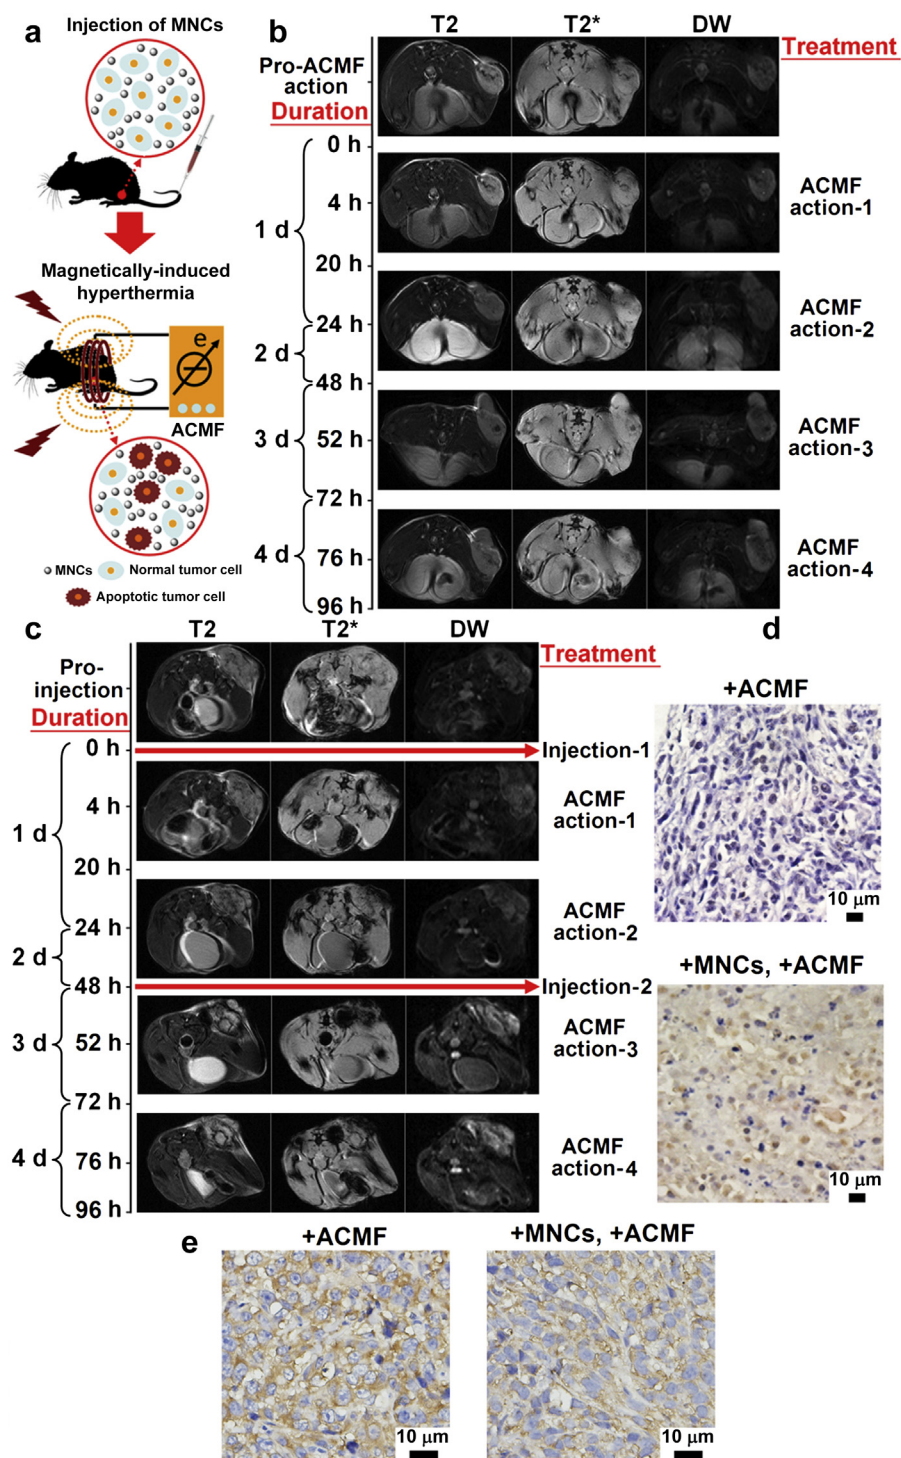 a
Injection of MNCs
Magnetically-induced
hyperthermia
e
ACMF
MNCs
Normal tumor cell
Apoptotic tumor cell
b
T2
T2*
DW
Pro-ACMF
action
Duration
Treatment
0 h
4 h
1 d
20 h
24 h
2 d
48 h
3 d
52 h
72 h
4 d
76 h
96 h
ACMF
action-1
ACMF
action-2
ACMF
action-3
ACMF
action-4
c
T2
T2*
DW
Pro-
injection
Duration
Treatment
0 h
4 h
1 d
20 h
24 h
2 d
48 h
3 d
52 h
72 h
4 d
76 h
96 h
Injection-1
ACMF
action-1
ACMF
action-2
Injection-2
ACMF
action-3
ACMF
action-4
d
+ACMF
10 μm
+MNCs, +ACMF
10 μm
e
+ACMF
10 μm
+MNCs, +ACMF
10 μm